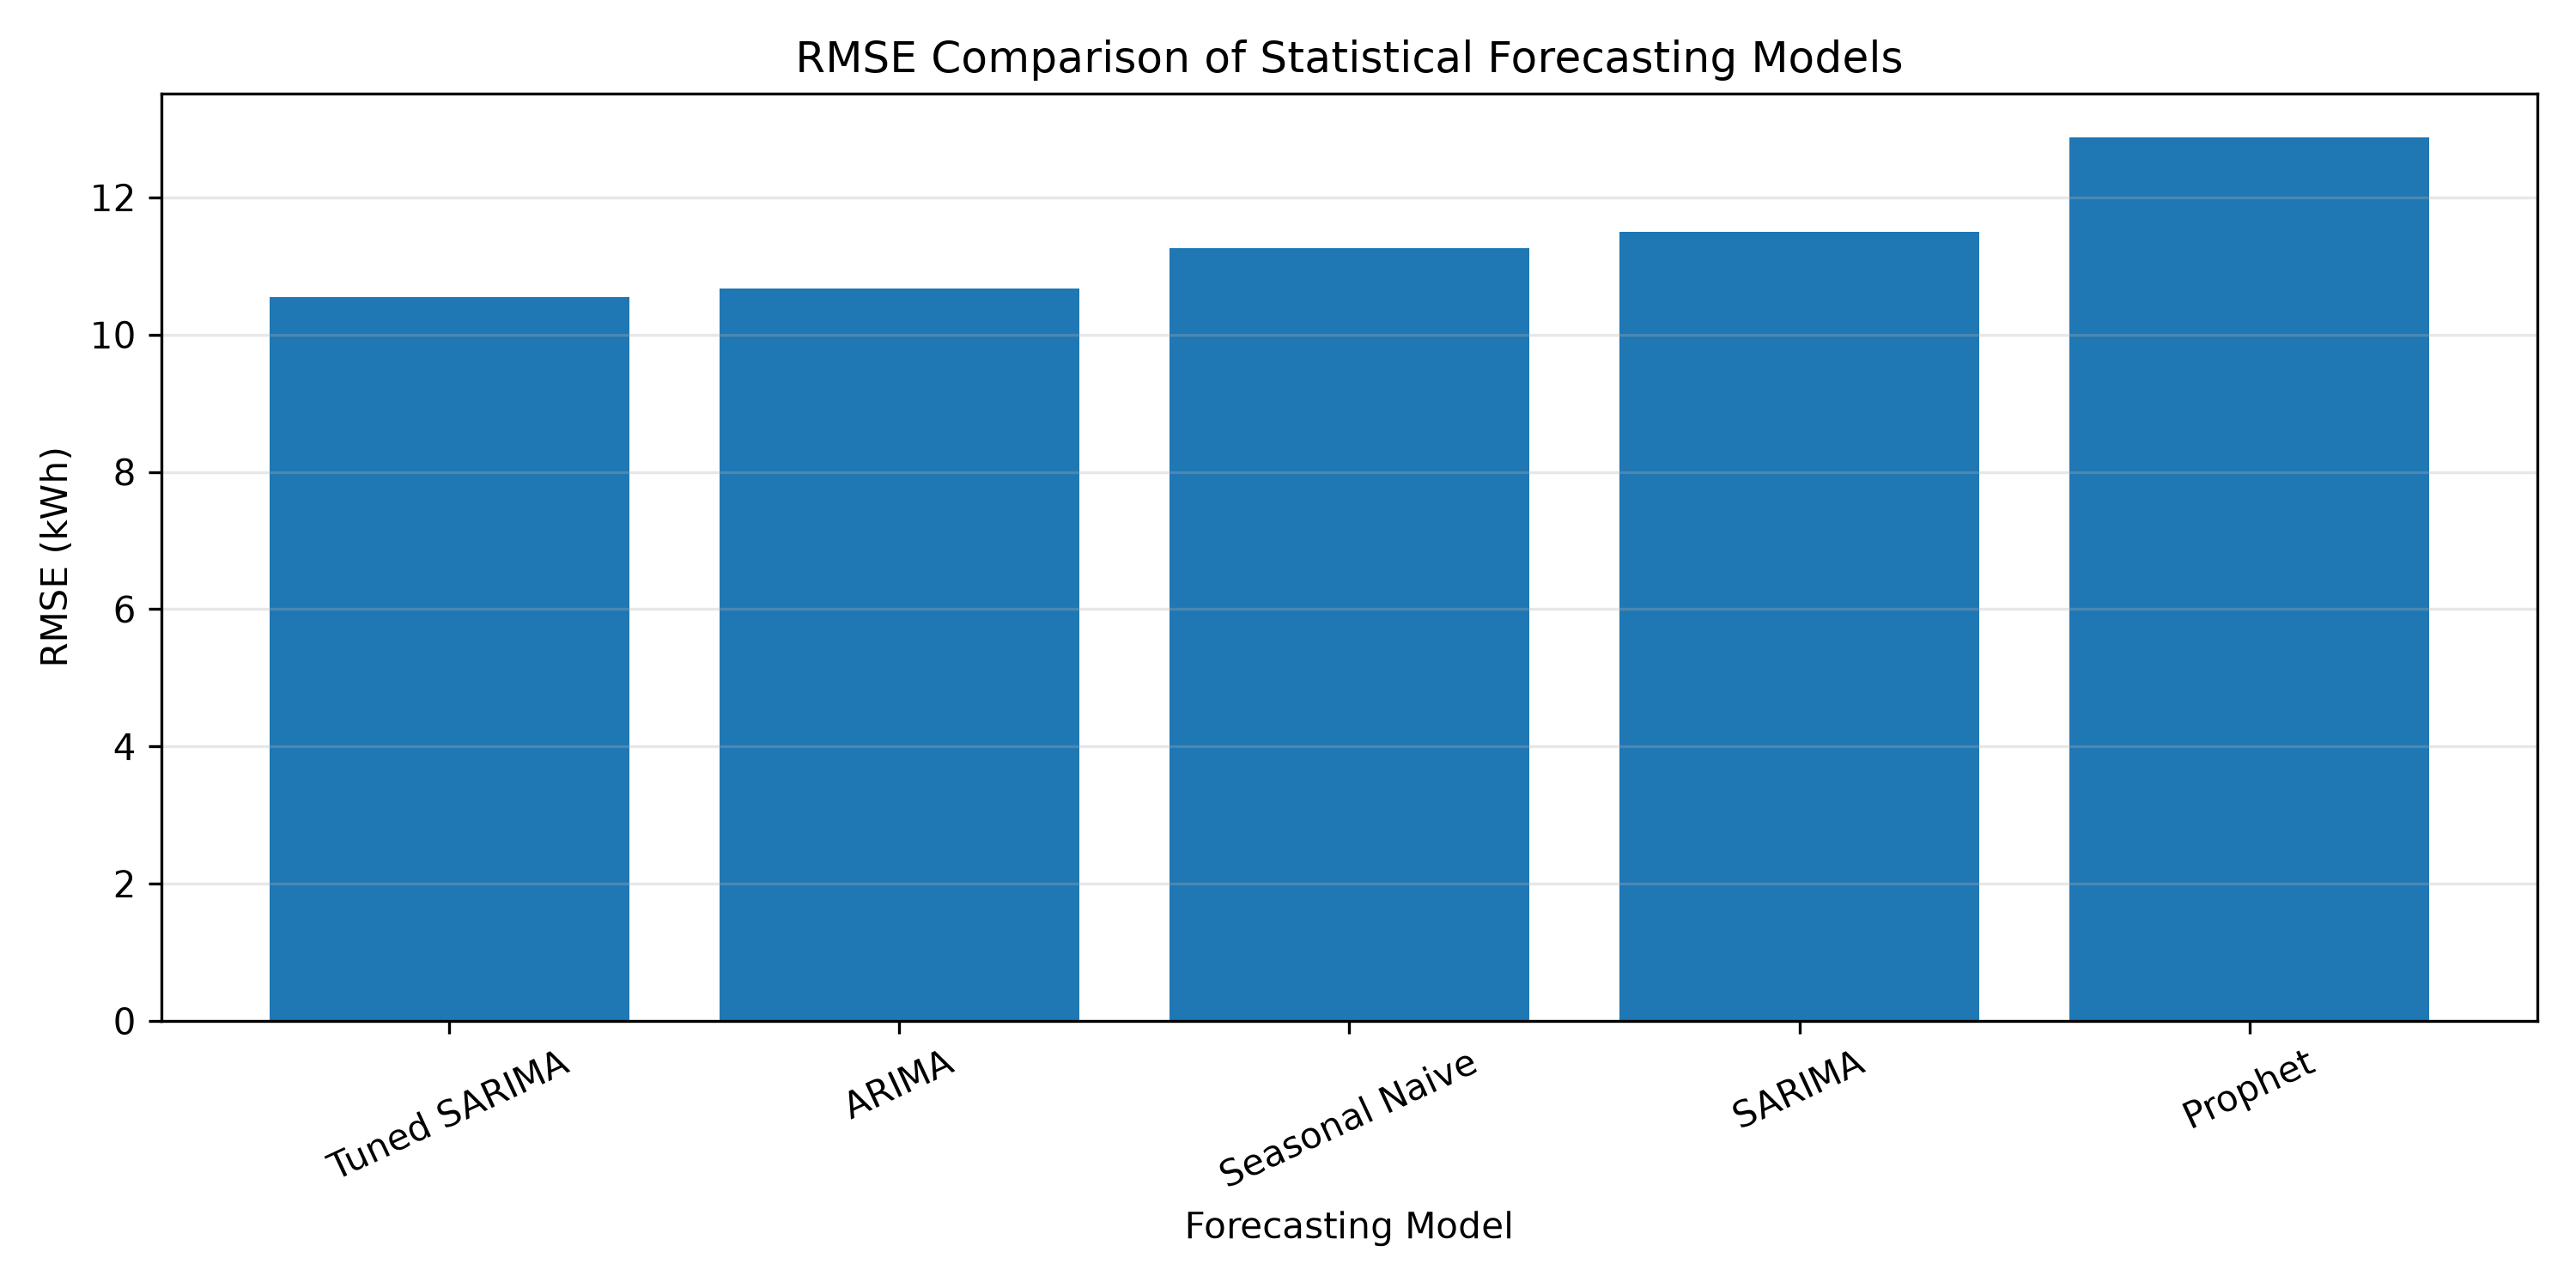 RMSE Comparison of Statistical Forecasting Models
12
10
8
6
4
2
0
RMSE (kWh)
Tuned SARIMA
ARIMA
Seasonal Naive
SARIMA
Prophet
Forecasting Model